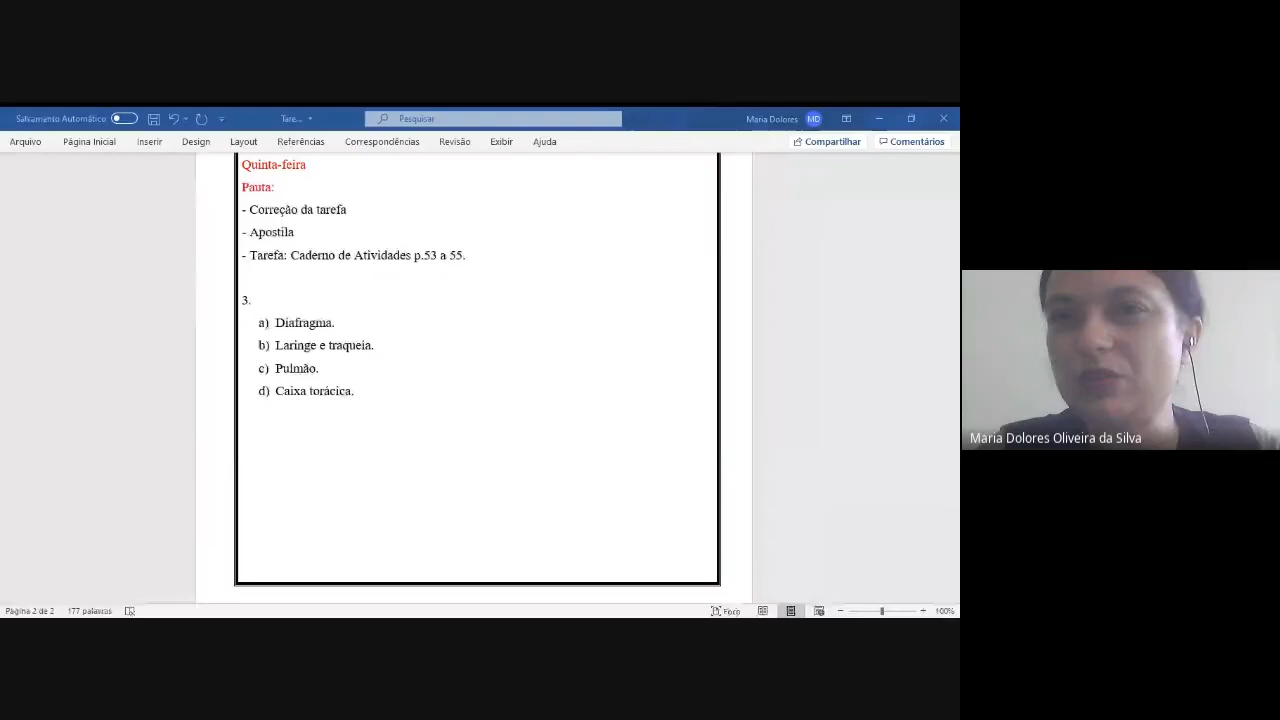 Salvamento Automático
Tare...
Pesquisar
Maria Dolores
MD
Arquivo
Página Inicial
Inserir
Design
Layout
Referências
Correspondências
Revisão
Exibir
Ajuda
Compartilhar
Comentários
Quinta-feira
Pauta:
- Correção da tarefa
- Apostila
- Tarefa: Caderno de Atividades p.53 a 55.
3.
a) Diafragma.
b) Laringe e traqueia.
c) Pulmão.
d) Caixa torácica.
Maria Dolores Oliveira da Silva
Página 2 de 2
177 palavras
Foco
100%